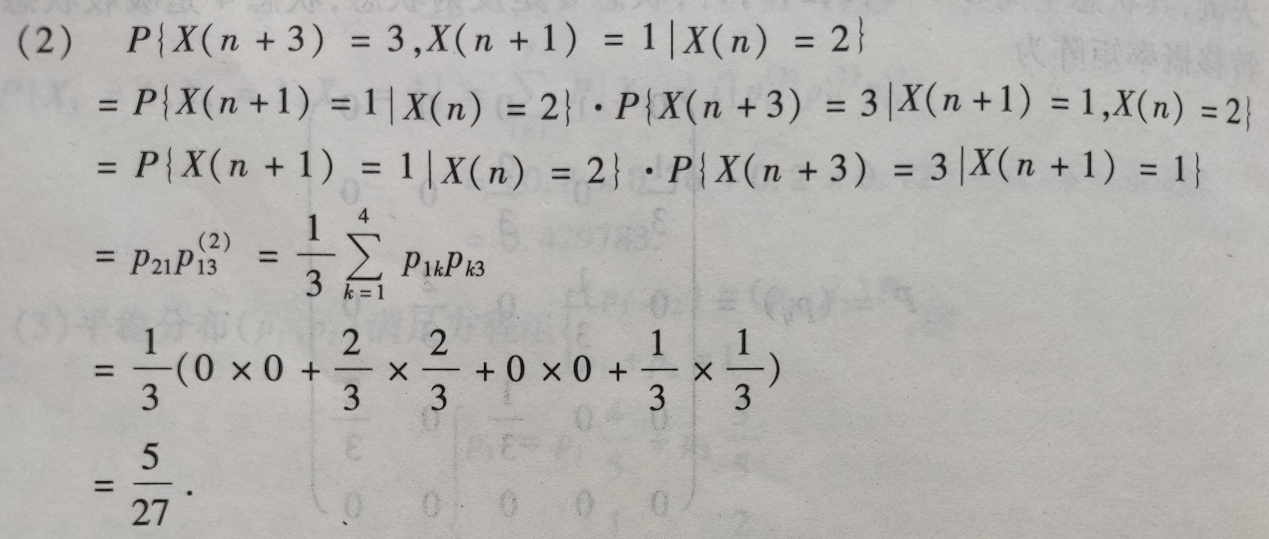 (2) P{X(n + 3) = 3,X(n + 1) = 1|X(n) = 2}
= P{X(n+1) = 1|X(n) = 2} · P{X(n + 3) = 3|X(n+1) = 1,X(n) = 2}
= P{X(n + 1) = 1|X(n) = 2} · P{X(n + 3) = 3|X(n + 1) = 1}
= p₂₁p₁₃⁽²⁾ = 1/3 ∑_{k=1}^{4} p₁ₖpₖ₃
= 1/3(0 × 0 + 2/3 × 2/3 + 0 × 0 + 1/3 × 1/3)
= 5/27.